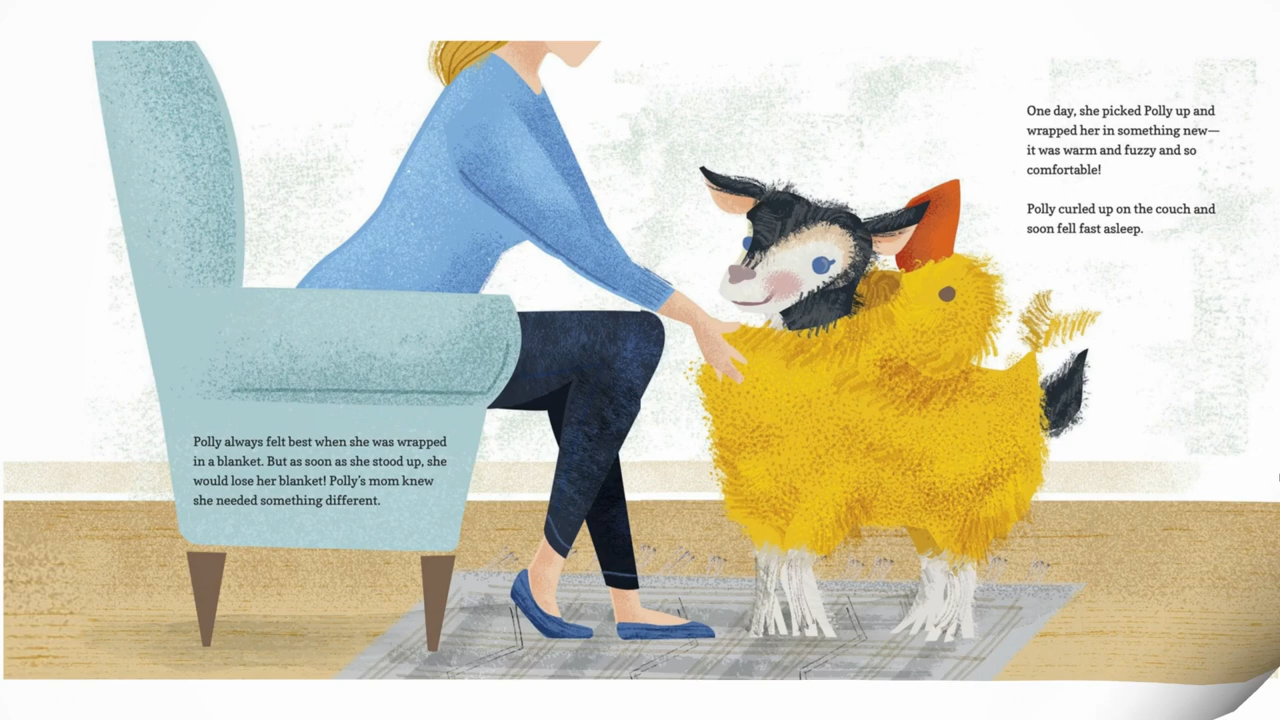 Polly always felt best when she was wrapped
in a blanket. But as soon as she stood up, she
would lose her blanket! Polly’s mom knew
she needed something different.
One day, she picked Polly up and
wrapped her in something new—
it was warm and fuzzy and so
comfortable!
Polly curled up on the couch and
soon fell fast asleep.